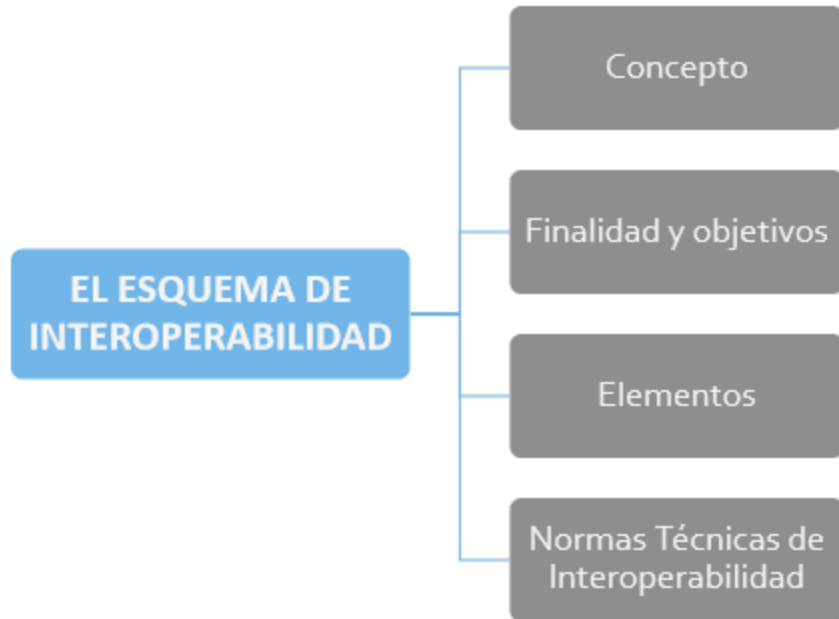 EL ESQUEMA DE
INTEROPERABILIDAD
Concepto
Finalidad y objetivos
Elementos
Normas Técnicas de
Interoperabilidad